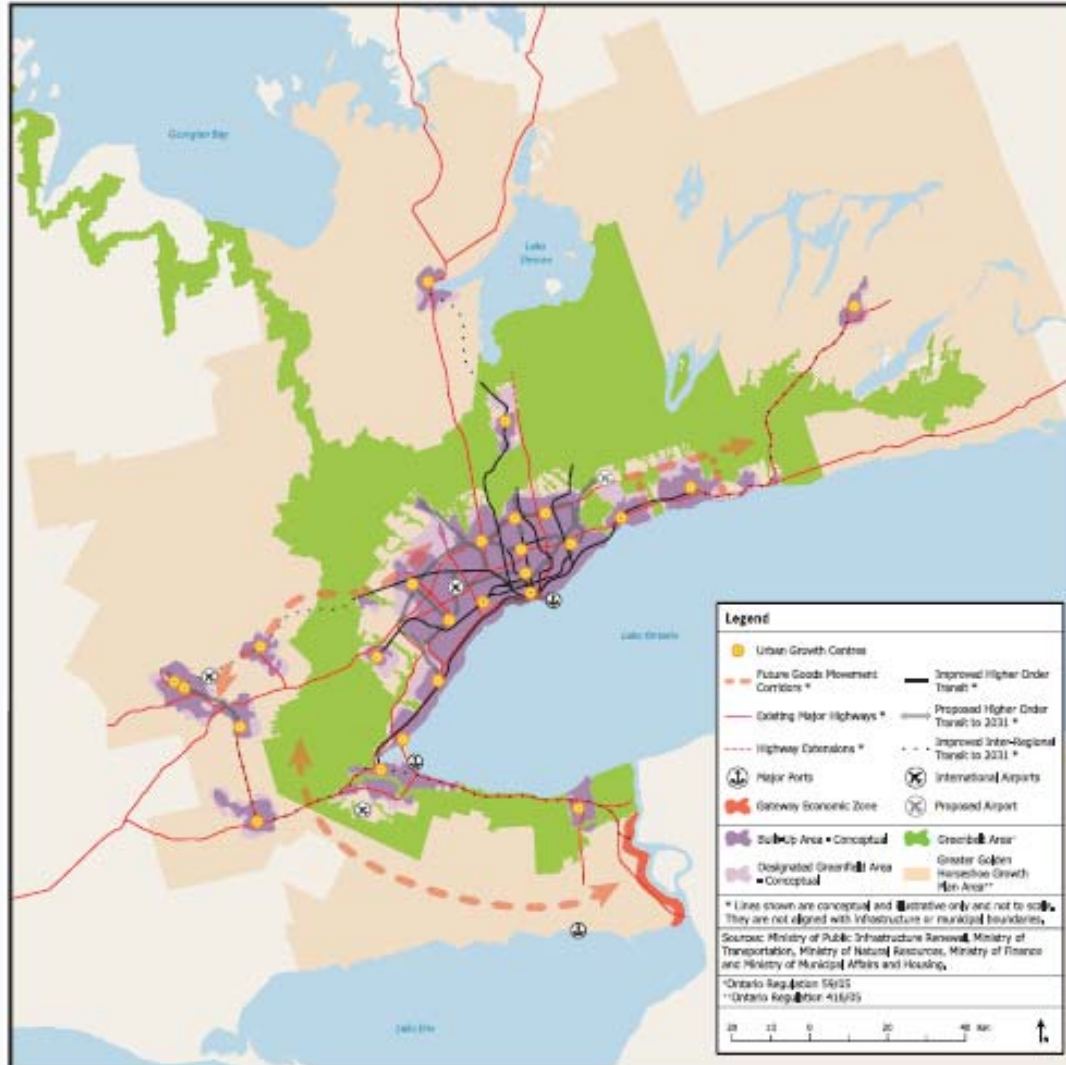 Georgian Bay
Lake
Simcoe
Lake Ontario
Lake Erie
Legend
Urban Growth Centres
Future Goods Movement
Corridors *
Improved Higher Order
Transit *
Existing Major Highways *
Proposed Higher Order
Transit to 2031 *
Highway Extensions *
Improved Inter-Regional
Transit to 2031 *
Major Ports
International Airports
Gateway Economic Zone
Proposed Airport
Built-Up Area - Conceptual
Greenbelt Area*
Designated Greenfield Area
- Conceptual
Greater Golden
Horseshoe Growth
Plan Area**
* Lines shown are conceptual and illustrative only and not to scale.
They are not aligned with infrastructure or municipal boundaries.
Sources: Ministry of Public Infrastructure Renewal, Ministry of
Transportation, Ministry of Natural Resources, Ministry of Finance
and Ministry of Municipal Affairs and Housing.
*Ontario Regulation 59/05
**Ontario Regulation 416/05
20 10 0 20 40 Km
N